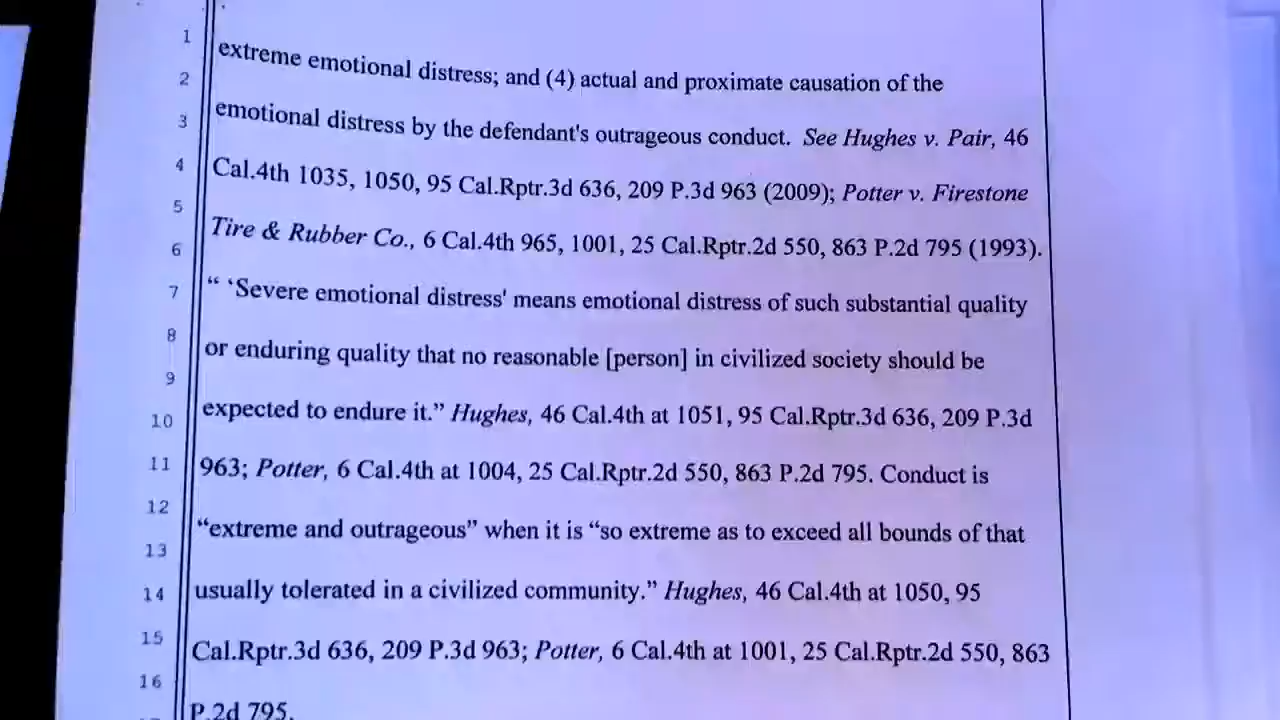 1
extreme emotional distress; and (4) actual and proximate causation of the
2
emotional distress by the defendant's outrageous conduct. See Hughes v. Pair, 46
3
4
Cal.4th 1035, 1050, 95 Cal.Rptr.3d 636, 209 P.3d 963 (2009); Potter v. Firestone
5
Tire & Rubber Co., 6 Cal.4th 965, 1001, 25 Cal.Rptr.2d 550, 863 P.2d 795 (1993).
6
7
“ ‘Severe emotional distress' means emotional distress of such substantial quality
8
or enduring quality that no reasonable [person] in civilized society should be
9
expected to endure it.” Hughes, 46 Cal.4th at 1051, 95 Cal.Rptr.3d 636, 209 P.3d
10
11
963; Potter, 6 Cal.4th at 1004, 25 Cal.Rptr.2d 550, 863 P.2d 795. Conduct is
12
“extreme and outrageous” when it is “so extreme as to exceed all bounds of that
13
14
usually tolerated in a civilized community.” Hughes, 46 Cal.4th at 1050, 95
15
Cal.Rptr.3d 636, 209 P.3d 963; Potter, 6 Cal.4th at 1001, 25 Cal.Rptr.2d 550, 863
16
P.2d 795.